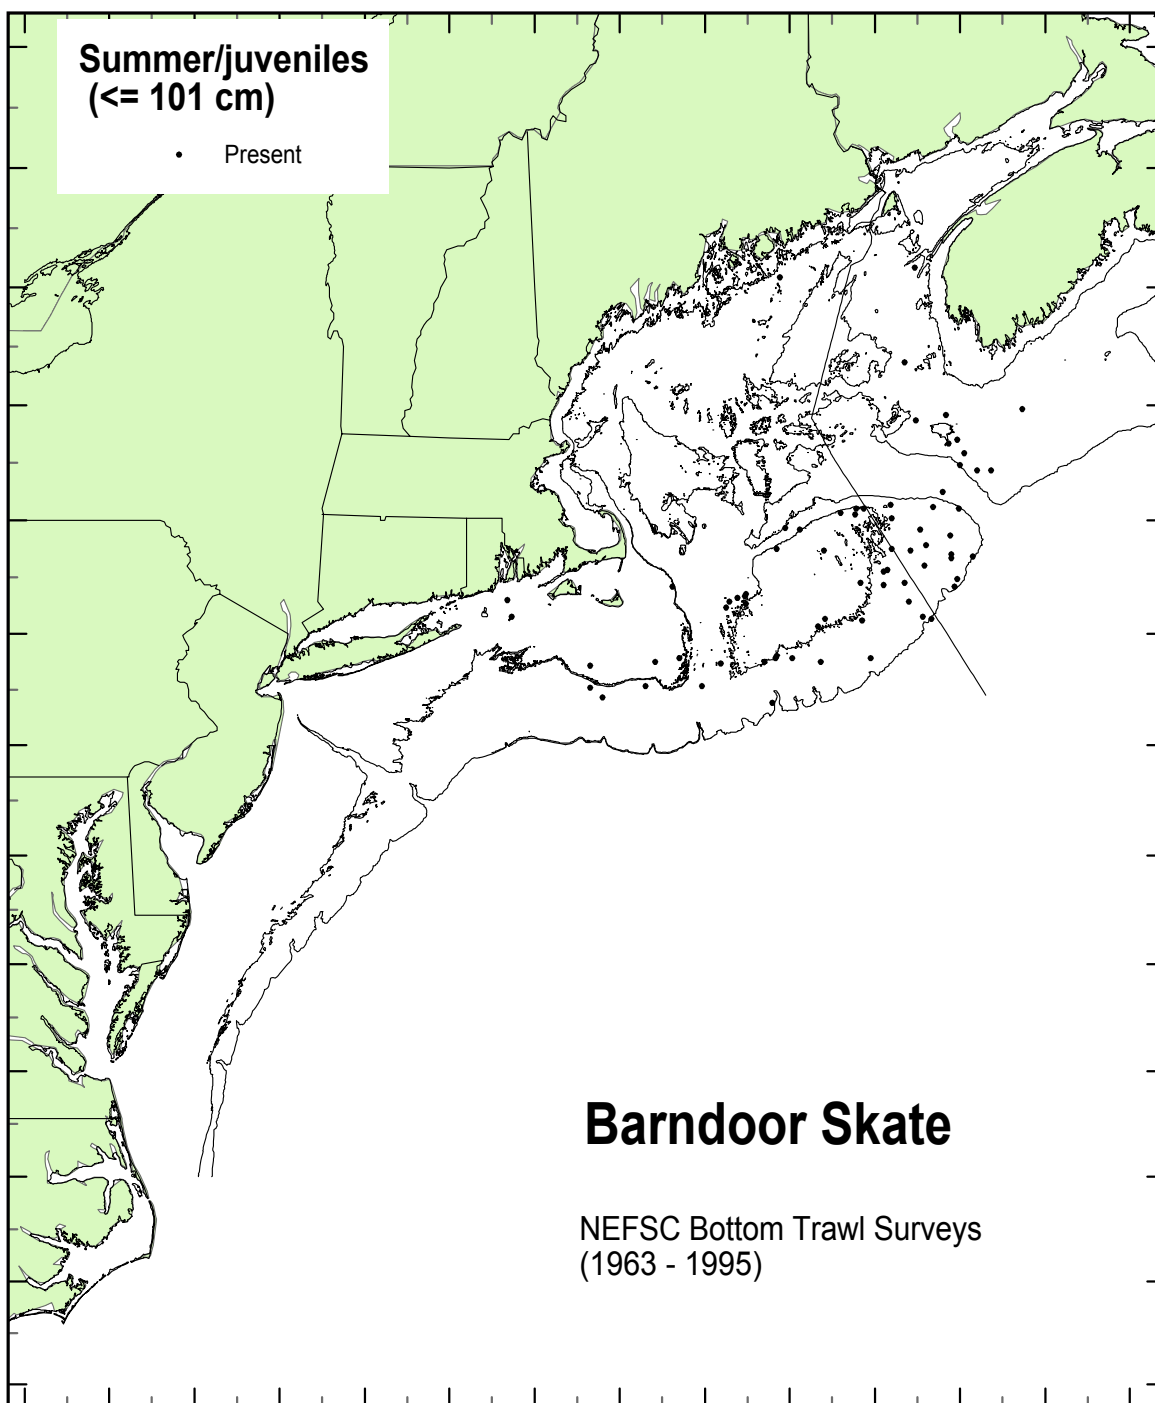 Summer/juveniles
(<= 101 cm)
Present
Barndoor Skate
NEFSC Bottom Trawl Surveys
(1963 - 1995)